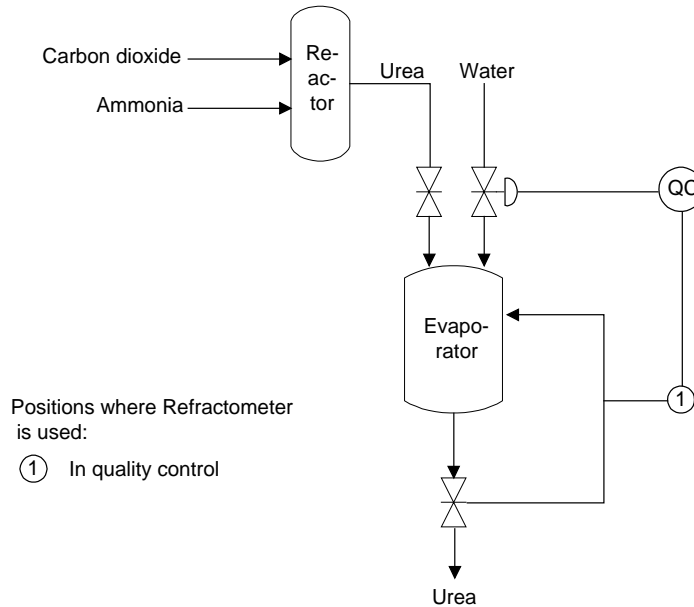 Carbon dioxide
Ammonia
Re-
ac-
tor
Urea
Water
QC
Evapo-
rator
1
Positions where Refractometer
is used:
1 In quality control
Urea